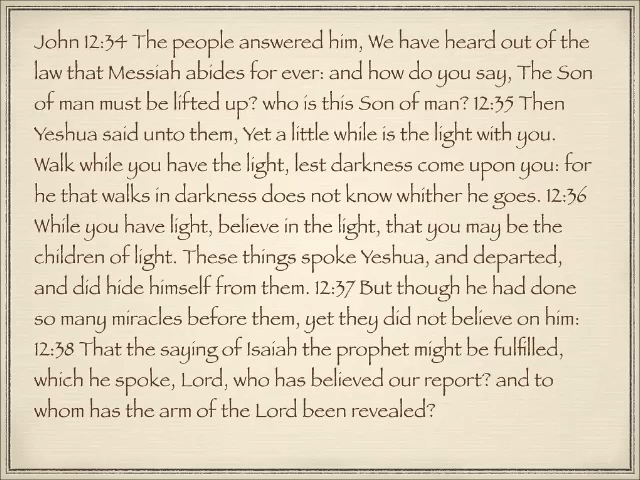 John 12:34 The people answered him, We have heard out of the
law that Messiah abides for ever: and how do you say, The Son
of man must be lifted up? who is this Son of man? 12:35 Then
Yeshua said unto them, Yet a little while is the light with you.
Walk while you have the light, lest darkness come upon you: for
he that walks in darkness does not know whither he goes. 12:36
While you have light, believe in the light, that you may be the
children of light. These things spoke Yeshua, and departed,
and did hide himself from them. 12:37 But though he had done
so many miracles before them, yet they did not believe on him:
12:38 That the saying of Isaiah the prophet might be fulfilled,
which he spoke, Lord, who has believed our report? and to
whom has the arm of the Lord been revealed?